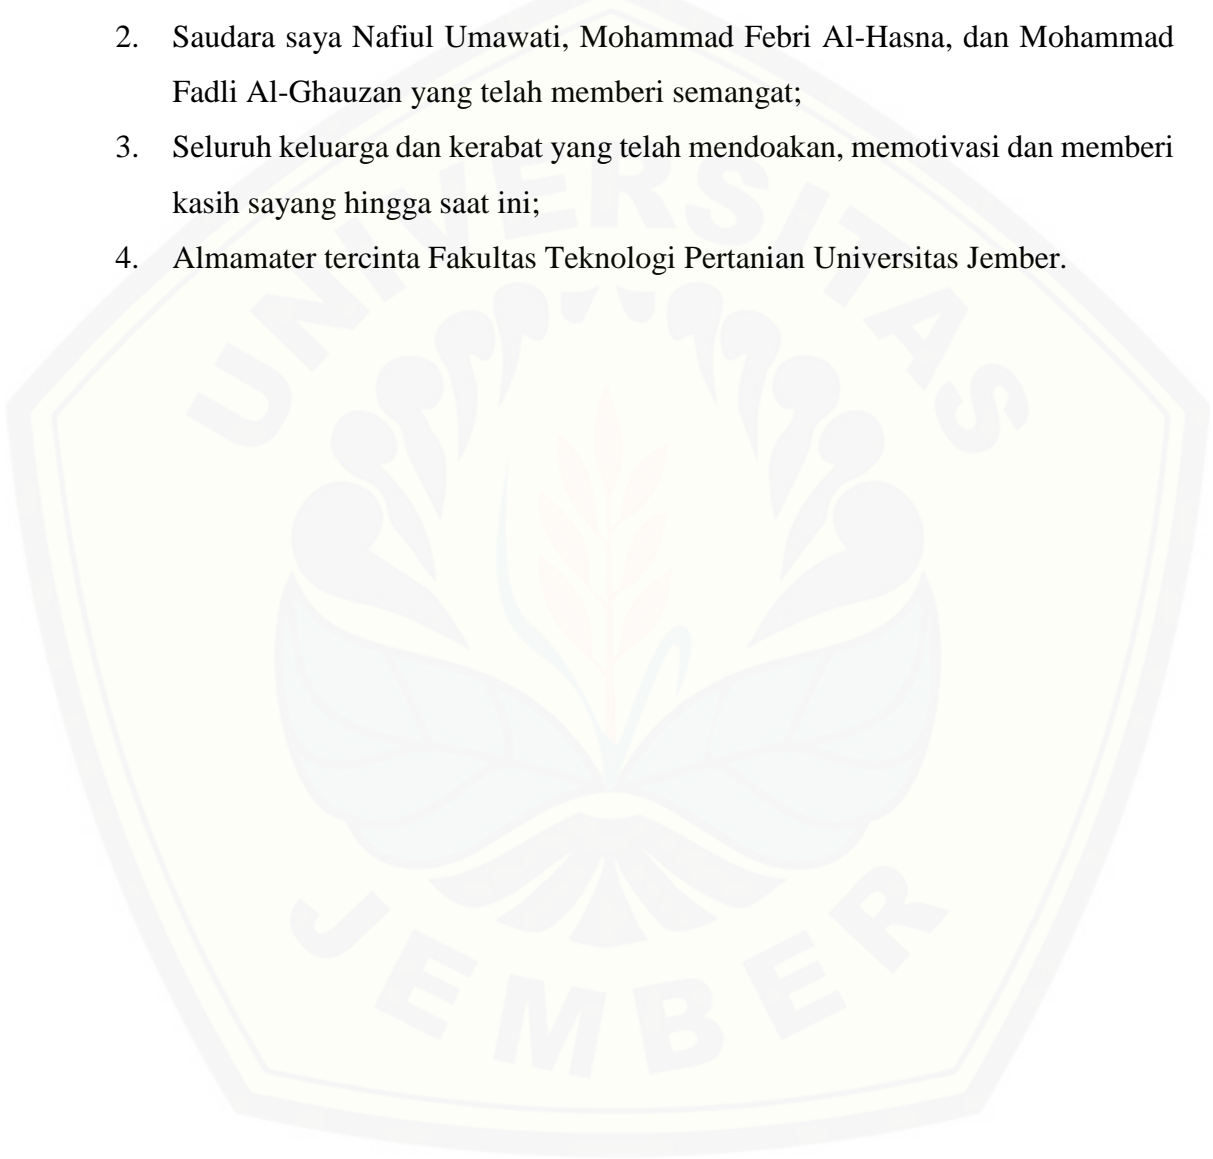 2. Saudara saya Nafiul Umawati, Mohammad Febri Al-Hasna, dan Mohammad
Fadli Al-Ghauzan yang telah memberi semangat;
3. Seluruh keluarga dan kerabat yang telah mendoakan, memotivasi dan memberi
kasih sayang hingga saat ini;
4. Almamater tercinta Fakultas Teknologi Pertanian Universitas Jember.
UNIVERSITAS
JEMBER